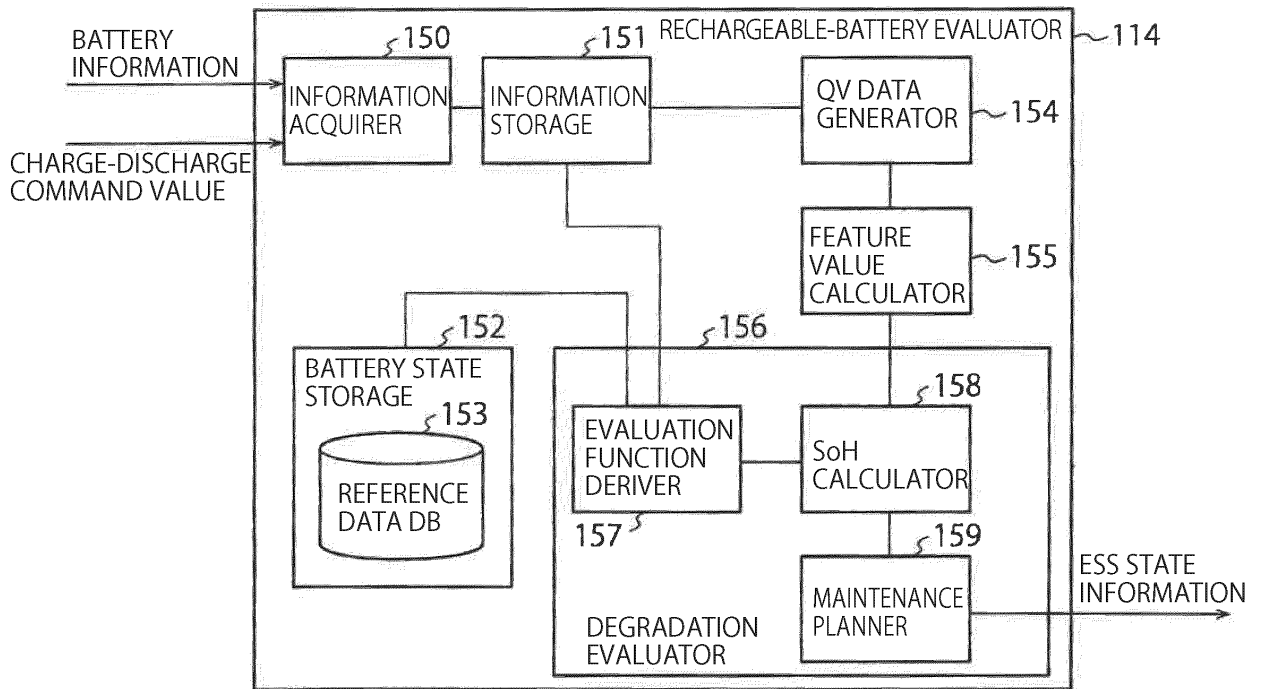 RECHARGEABLE-BATTERY EVALUATOR
114
BATTERY
INFORMATION
CHARGE-DISCHARGE
COMMAND VALUE
150
INFORMATION
ACQUIRER
151
INFORMATION
STORAGE
QV DATA
GENERATOR
154
FEATURE
VALUE
CALCULATOR
155
152
BATTERY STATE
STORAGE
153
REFERENCE
DATA DB
156
EVALUATION
FUNCTION
DERIVER
157
158
SoH
CALCULATOR
159
MAINTENANCE
PLANNER
DEGRADATION
EVALUATOR
ESS STATE
INFORMATION